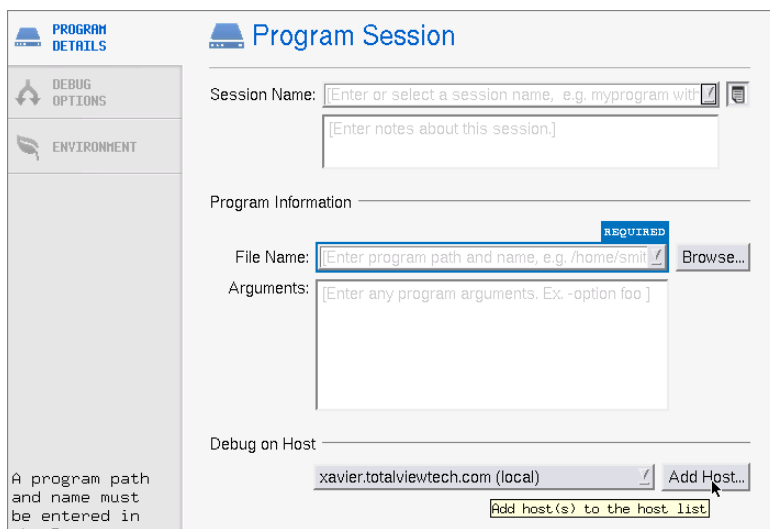 PROGRAM
DETAILS
Program Session
DEBUG
OPTIONS
ENVIRONMENT
Session Name:
[Enter or select a session name, e.g. myprogram with
[Enter notes about this session.]
Program Information
REQUIRED
File Name:
[Enter program path and name, e.g. /home/smit
Browse...
Arguments:
[Enter any program arguments. Ex. -option foo ]
Debug on Host
xavier.totalviewtech.com (local)
Add Host...
Add host(s) to the host list
A program path
and name must
be entered in